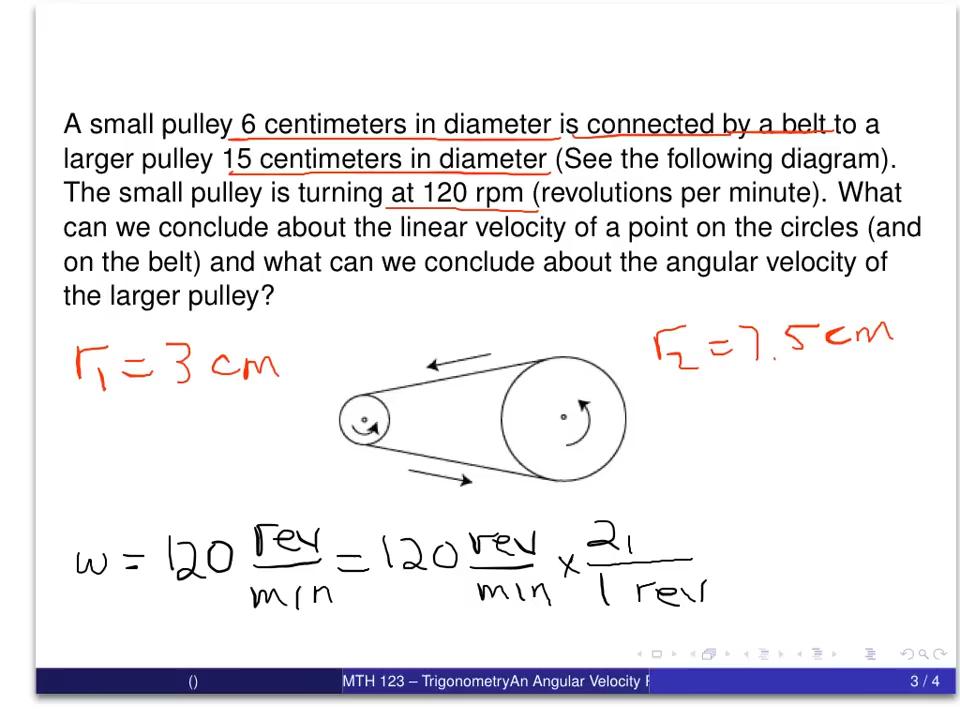 A small pulley 6 centimeters in diameter is connected by a belt to a
larger pulley 15 centimeters in diameter (See the following diagram).
The small pulley is turning at 120 rpm (revolutions per minute). What
can we conclude about the linear velocity of a point on the circles (and
on the belt) and what can we conclude about the angular velocity of
the larger pulley?
r₁ = 3 cm
r₂ = 7.5 cm
w = 120 rev/min = 120 rev/min × 2/1 rev
() MTH 123 – TrigonometryAn Angular Velocity 3 / 4